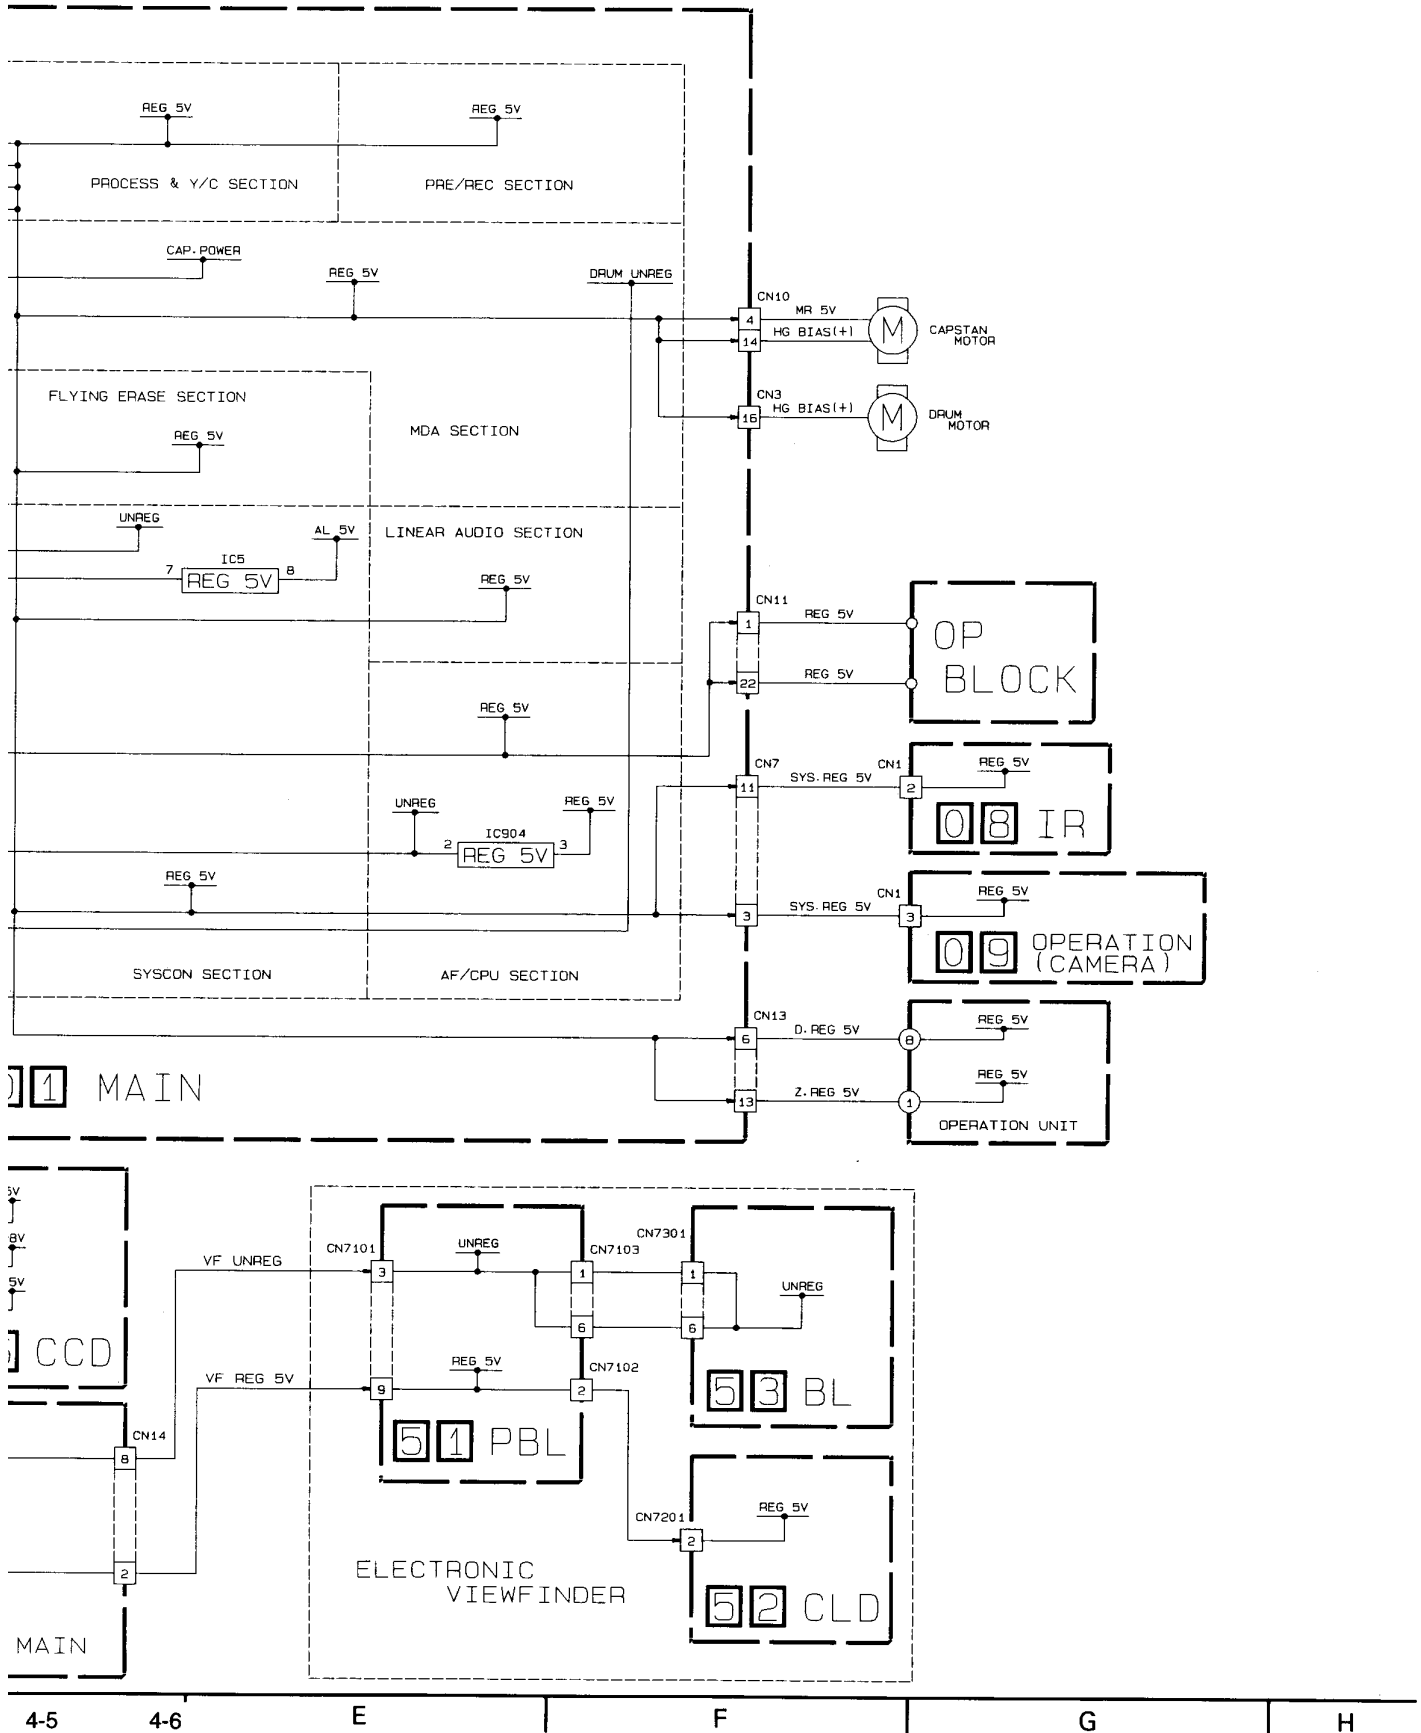 REG 5V
REG 5V
PROCESS & Y/C SECTION
PRE/REC SECTION
CAP.POWER
REG 5V
DRUM UNREG
CN10
4
MR 5V
14
HG BIAS(+)
M
CAPSTAN
MOTOR
FLYING ERASE SECTION
REG 5V
MDA SECTION
CN3
16
HG BIAS(+)
M
DRUM
MOTOR
UNREG
AL 5V
IC5
7
REG 5V
8
LINEAR AUDIO SECTION
REG 5V
CN11
1
REG 5V
22
REG 5V
OP
BLOCK
REG 5V
CN7
11
SYS.REG 5V
CN1
2
REG 5V
08 IR
UNREG
REG 5V
IC904
2
REG 5V
3
REG 5V
3
SYS.REG 5V
CN1
3
REG 5V
09 OPERATION
(CAMERA)
SYSCON SECTION
AF/CPU SECTION
CN13
6
D.REG 5V
8
REG 5V
13
Z.REG 5V
1
REG 5V
OPERATION UNIT
1 MAIN
5V
8V
5V
CCD
VF UNREG
CN7101
3
UNREG
CN7103
1
6
CN7301
1
6
UNREG
53 BL
VF REG 5V
9
REG 5V
CN7102
2
51 PBL
CN14
8
2
MAIN
CN7201
2
REG 5V
52 CLD
ELECTRONIC
VIEWFINDER
4-5
4-6
E
F
G
H